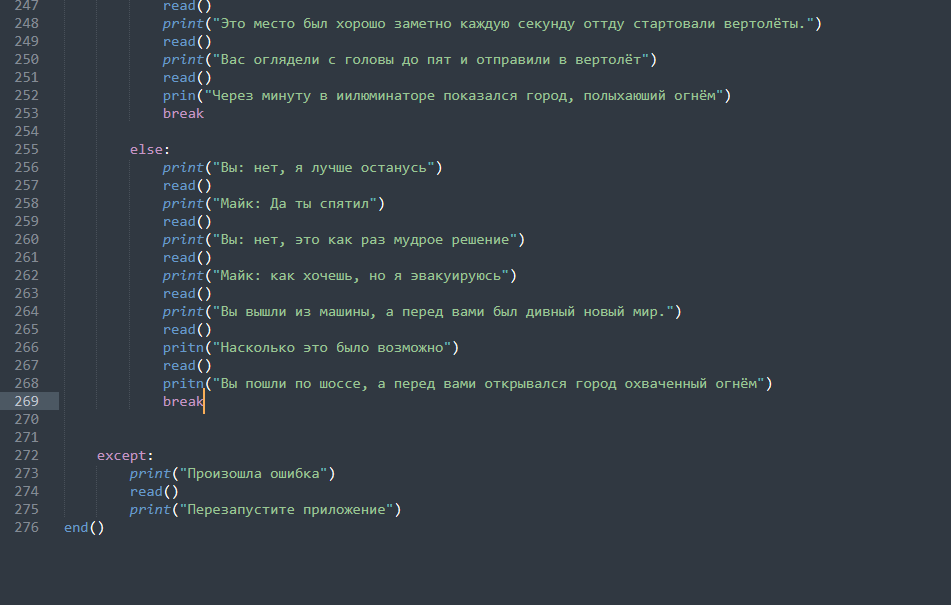 247 read()
248 print("Это место был хорошо заметно каждую секунду оттду стартовали вертолёты.")
249 read()
250 print("Вас оглядели с головы до пят и отправили в вертолёт")
251 read()
252 prin("Через минуту в иилюминаторе показался город, полыхаюший огнём")
253 break
254
255 else:
256 print("Вы: нет, я лучше останусь")
257 read()
258 print("Майк: Да ты спятил")
259 read()
260 print("Вы: нет, это как раз мудрое решение")
261 read()
262 print("Майк: как хочешь, но я эвакуируюсь")
263 read()
264 print("Вы вышли из машины, а перед вами был дивный новый мир.")
265 read()
266 pritn("Насколько это было возможно")
267 read()
268 pritn("Вы пошли по шоссе, а перед вами открывался город охваченный огнём")
269 break
270
271
272 except:
273 print("Произошла ошибка")
274 read()
275 print("Перезапустите приложение")
276 end()